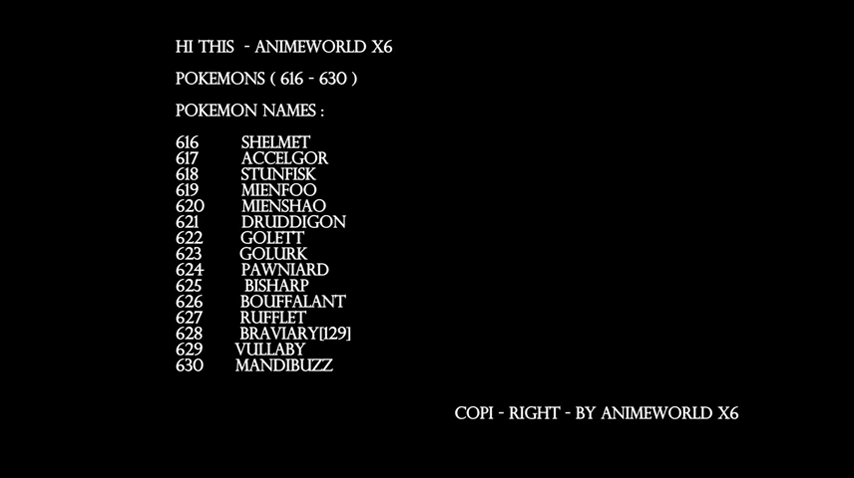 HI THIS - ANIMEWORLD X6
POKEMONS ( 616 - 630 )
POKEMON NAMES :
616 SHELMET
617 ACCELGOR
618 STUNFISK
619 MIENFOO
620 MIENSHAO
621 DRUDDIGON
622 GOLETT
623 GOLURK
624 PAWNIARD
625 BISHARP
626 BOUFFALANT
627 RUFFLET
628 BRAVIARY[129]
629 VULLABY
630 MANDIBUZZ
COPI - RIGHT - BY ANIMEWORLD X6